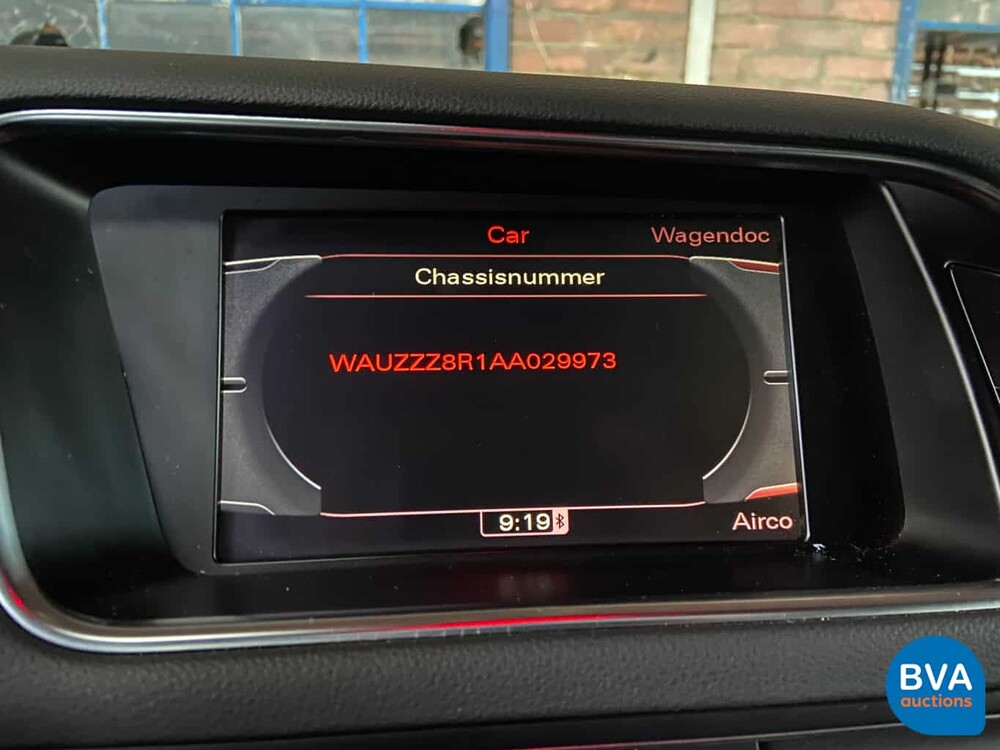 Car
Wagendoc
Chassisnummer
WAUZZZ8R1AA029973
9:19
Airco
BVA
auctions